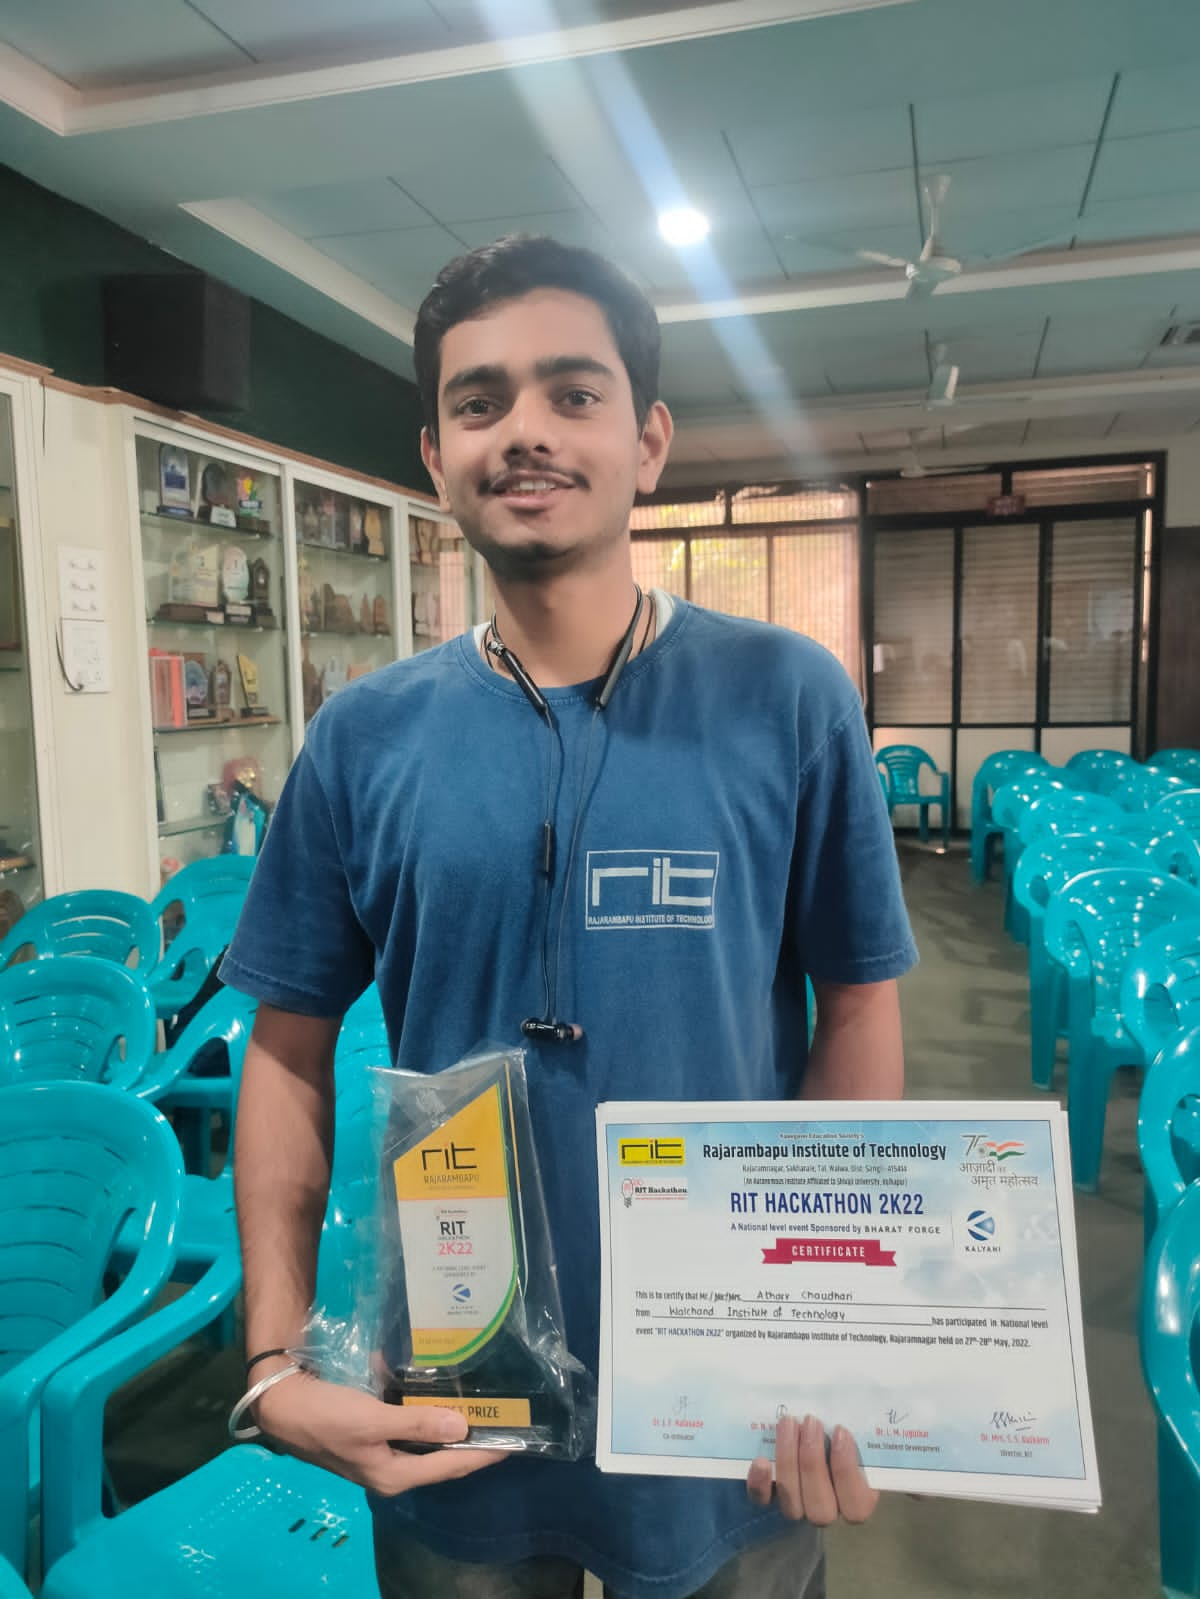 rit
RAJARAMBAPU INSTITUTE OF TECHNOLOGY
rit
RAJARAMBAPU
RIT
2K22
KALYANI
FIRST PRIZE
rit
Rajarambapu Institute of Technology
Rajaramnagar, Sakharale, Tal. Walwa, Dist. Sangli- 415414
(An Autonomous Institute Affiliated to Shivaji University, Kolhapur)
75
आज़ादी का
अमृत महोत्सव
RIT Hackathon
RIT HACKATHON 2K22
A National level event Sponsored by BHARAT FORGE
KALYANI
CERTIFICATE
This is to certify that Mr./Ms./Mrs. Atharv Chaudhari
from Walchand Institute of Technology has participated in National level
event "RIT HACKATHON 2K22" organized by Rajarambapu Institute of Technology, Rajaramnagar held on 27th-28th May, 2022.
Dr. L. M. Jugulkar
Dean, Student Development
Dr. Mrs. S. S. Kulkarni
Director, RIT